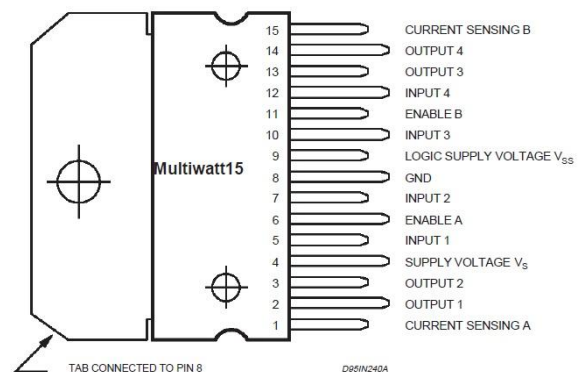 15 CURRENT SENSING B
14 OUTPUT 4
13 OUTPUT 3
12 INPUT 4
11 ENABLE B
10 INPUT 3
9 LOGIC SUPPLY VOLTAGE VSS
Multiwatt15
8 GND
7 INPUT 2
6 ENABLE A
5 INPUT 1
4 SUPPLY VOLTAGE VS
3 OUTPUT 2
2 OUTPUT 1
1 CURRENT SENSING A
TAB CONNECTED TO PIN 8
D95IN240A